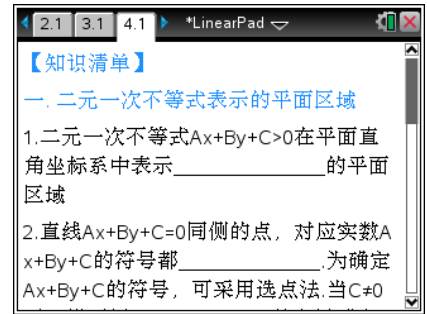 2.1 3.1 4.1 *LinearPad
【知识清单】
一. 二元一次不等式表示的平面区域
1.二元一次不等式Ax+By+C>0在平面直
角坐标系中表示_____________的平面
区域
2.直线Ax+By+C=0同侧的点，对应实数A
x+By+C的符号都____________.为确定
Ax+By+C的符号，可采用选点法.当C≠0